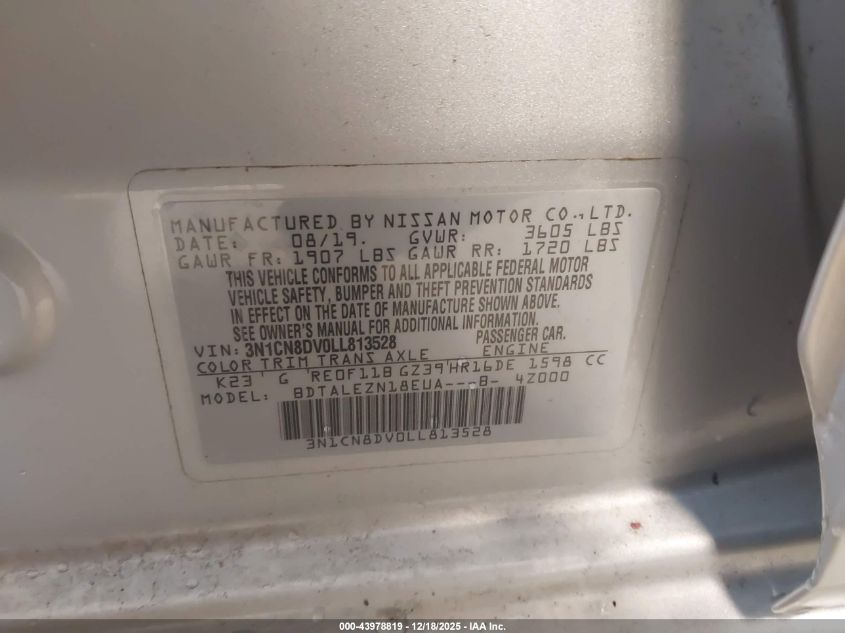 MANUFACTURED BY NISSAN MOTOR CO.,LTD.
DATE: 08/19. GVWR: 3605 LBS
GAWR FR: 1907 LBS GAWR RR: 1720 LBS
THIS VEHICLE CONFORMS TO ALL APPLICABLE FEDERAL MOTOR
VEHICLE SAFETY, BUMPER AND THEFT PREVENTION STANDARDS
IN EFFECT ON THE DATE OF MANUFACTURE SHOWN ABOVE.
SEE OWNER'S MANUAL FOR ADDITIONAL INFORMATION.
VIN: 3N1CN8DV0LL813528 PASSENGER CAR.
COLOR TRIM TRANS AXLE ENGINE
K23 G RE0F11B GZ39 HR16DE 1598 CC
MODEL: BDTALEZN18EUA---B- 4Z000
3N1CN8DV0LL813528
000-43978819 • 12/18/2025 - IAA Inc.